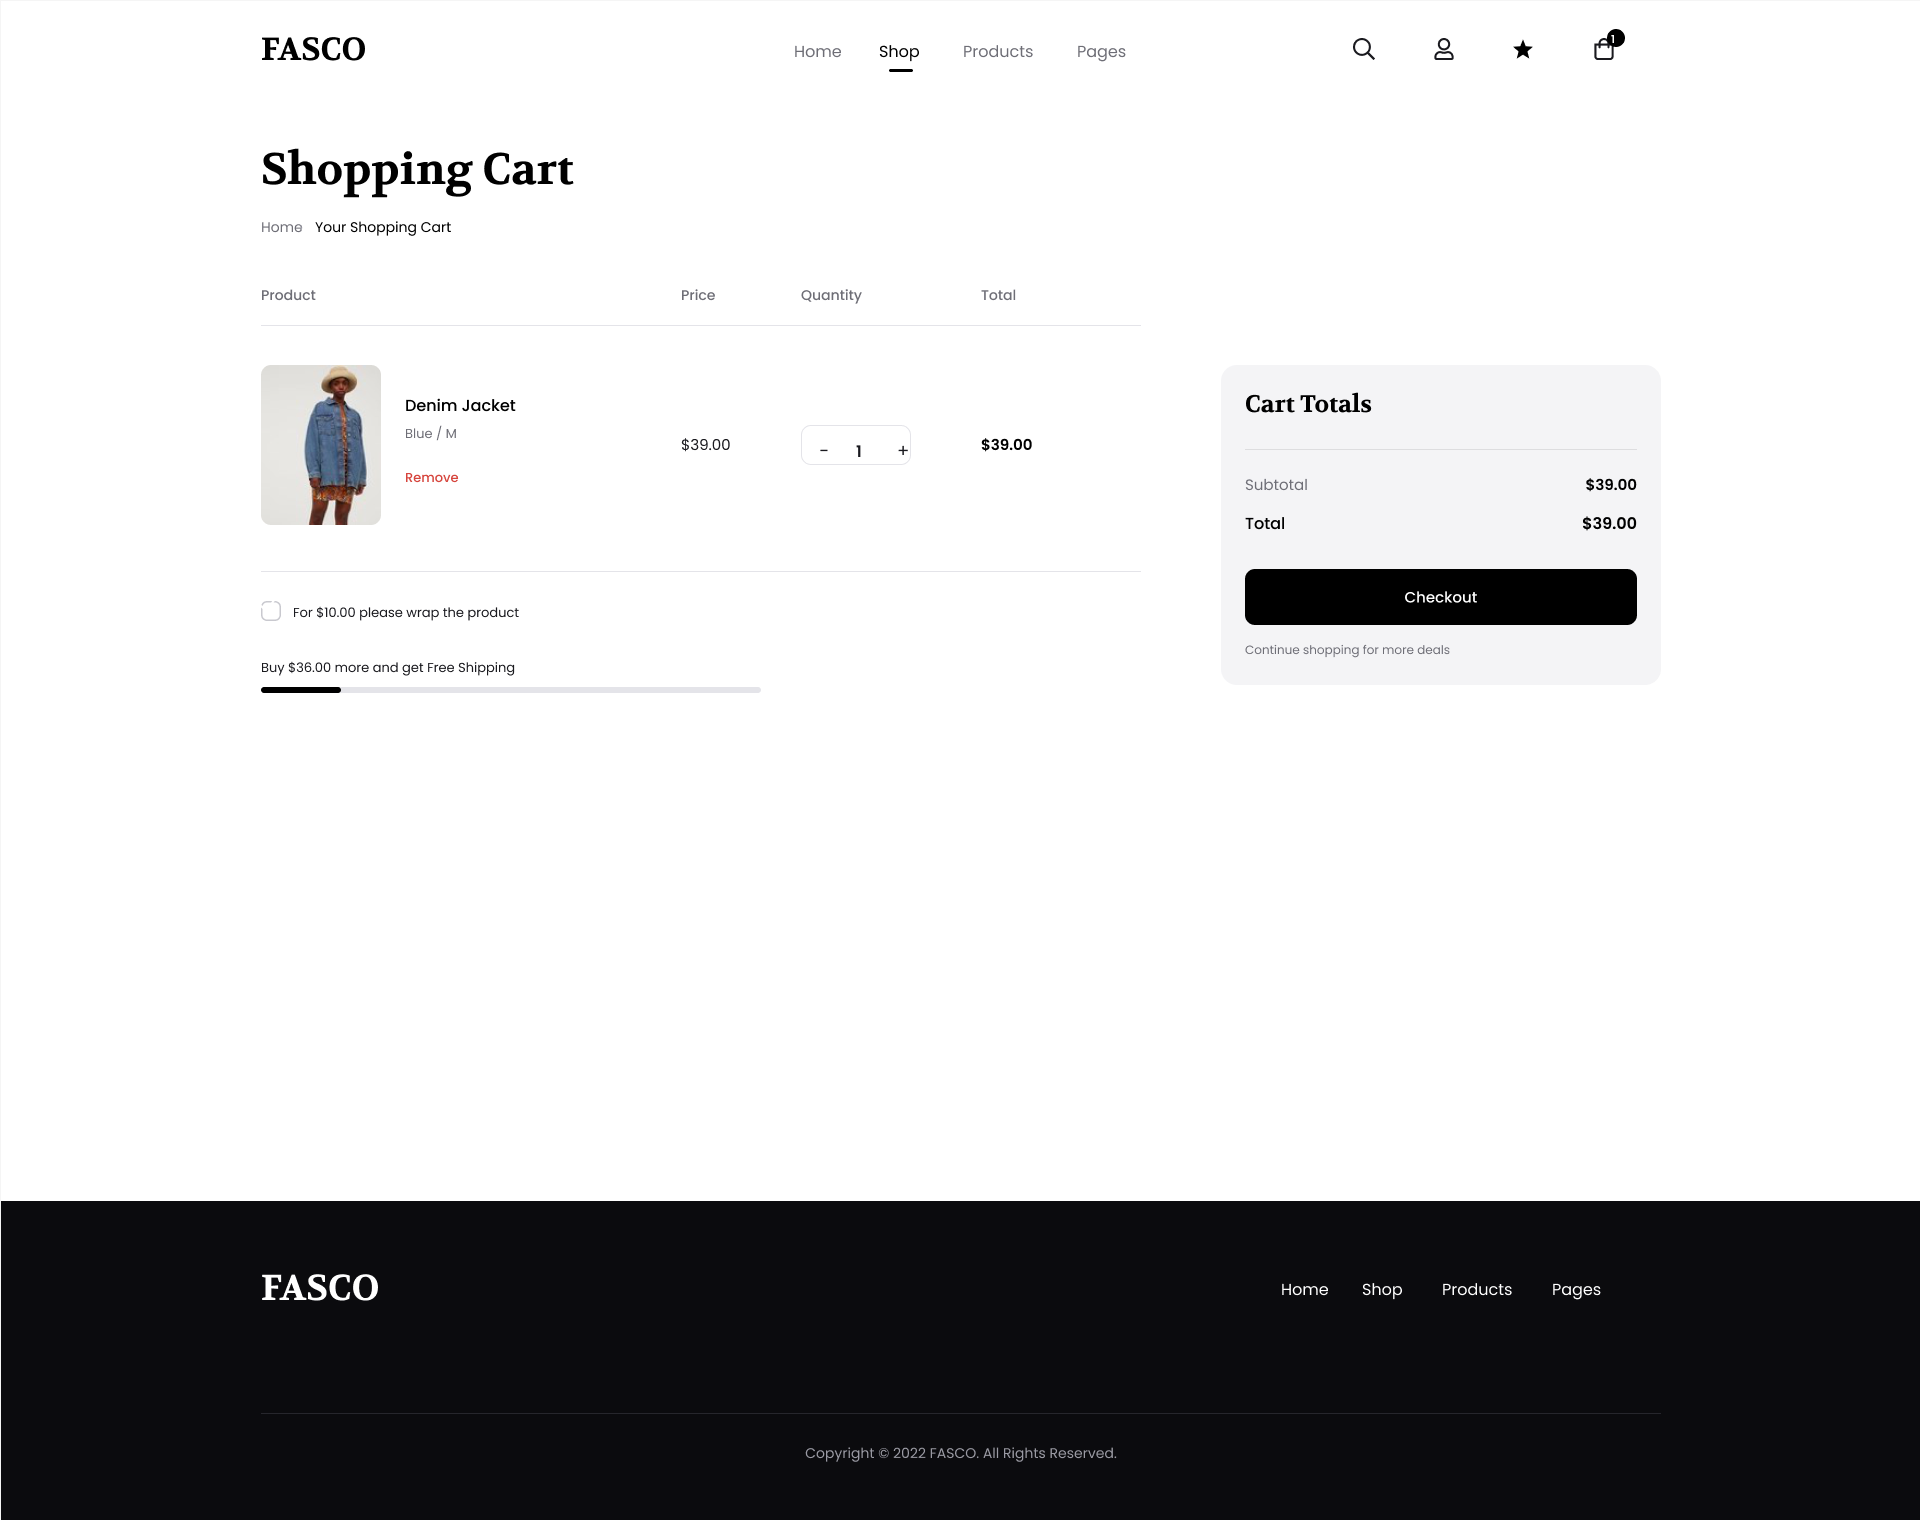 FASCO
Home Shop Products Pages
1
Shopping Cart
Home Your Shopping Cart
Product Price Quantity Total
Denim Jacket
Blue / M
Remove
$39.00
- 1 +
$39.00
Cart Totals
Subtotal $39.00
Total $39.00
Checkout
Continue shopping for more deals
For $10.00 please wrap the product
Buy $36.00 more and get Free Shipping
FASCO
Home Shop Products Pages
Copyright © 2022 FASCO. All Rights Reserved.